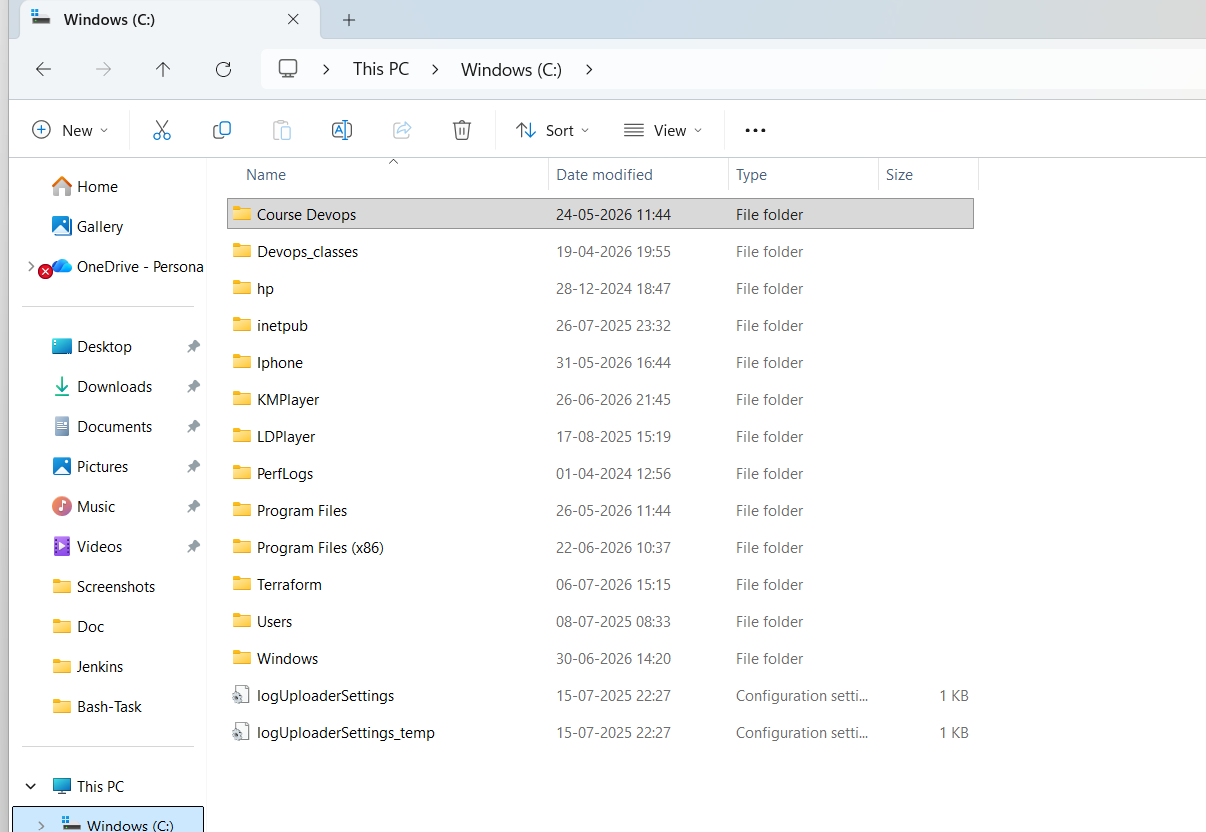 Windows (C:)
This PC > Windows (C:) >
New Sort View
Name Date modified Type Size
Home
Gallery
OneDrive - Persona
Desktop
Downloads
Documents
Pictures
Music
Videos
Screenshots
Doc
Jenkins
Bash-Task
This PC
Windows (C:)
Course Devops 24-05-2026 11:44 File folder
Devops_classes 19-04-2026 19:55 File folder
hp 28-12-2024 18:47 File folder
inetpub 26-07-2025 23:32 File folder
Iphone 31-05-2026 16:44 File folder
KMPlayer 26-06-2026 21:45 File folder
LDPlayer 17-08-2025 15:19 File folder
PerfLogs 01-04-2024 12:56 File folder
Program Files 26-05-2026 11:44 File folder
Program Files (x86) 22-06-2026 10:37 File folder
Terraform 06-07-2026 15:15 File folder
Users 08-07-2025 08:33 File folder
Windows 30-06-2026 14:20 File folder
logUploaderSettings 15-07-2025 22:27 Configuration setti... 1 KB
logUploaderSettings_temp 15-07-2025 22:27 Configuration setti... 1 KB